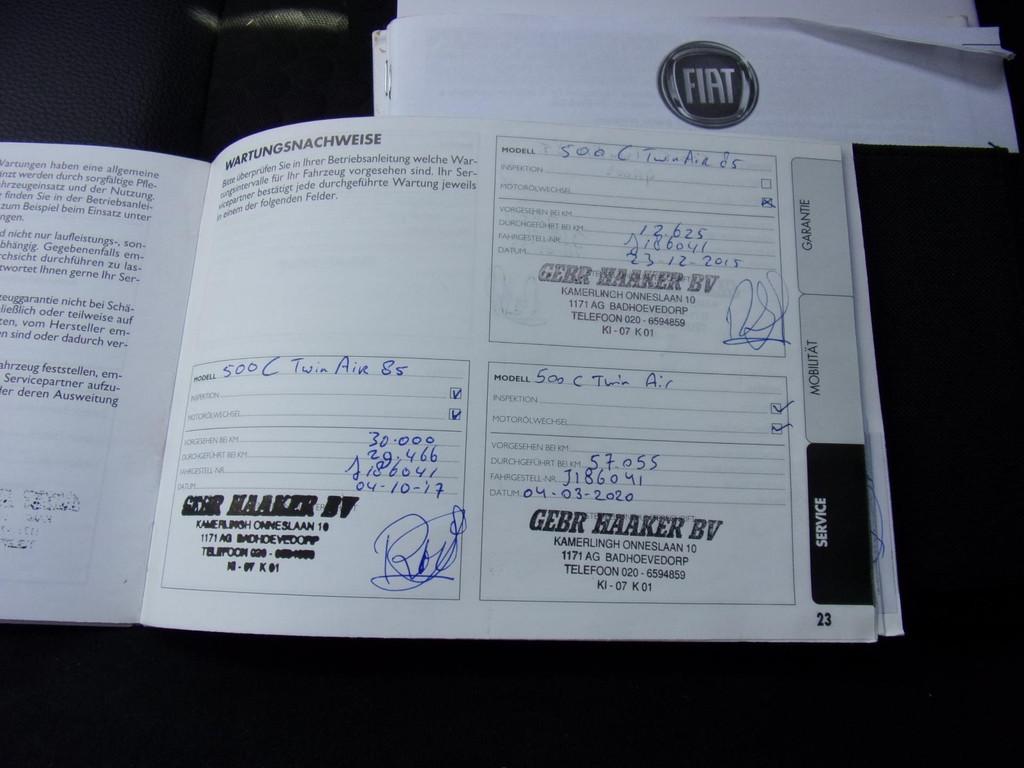 FIAT
Wartungen haben eine allgemeine
inzt werden durch sorgfältige Pfle-
hrzeugeinsatz und der Nutzung.
finden Sie in der Betriebsanlei-
zum Beispiel beim Einsatz unter
ngen.
d nicht nur laufleistungs-, son-
bhängig. Gegebenenfalls em-
rchsicht durchführen zu las-
twortet Ihnen gerne Ihr Ser-
zeuggarantie nicht bei Schä-
ließlich oder teilweise auf
ten, vom Hersteller em-
en sind oder dadurch ver-
ahrzeug feststellen, em-
Servicepartner aufzu-
der deren Ausweitung
WARTUNGSNACHWEISE
Bitte überprüfen Sie in Ihrer Betriebsanleitung welche War-
tungsintervalle für Ihr Fahrzeug vorgesehen sind. Ihr Ser-
vicepartner bestätigt jede durchgeführte Wartung jeweils
in einem der folgenden Felder.
MODELL 500 C TwinAir 85
INSPEKTION
MOTORÖLWECHSEL
VORGESEHEN BEI KM
DURCHGEFÜHRT BEI KM 12.625
FAHRGESTELL-NR. J186041
DATUM 23-12-2015
GEBR HAAKER BV
KAMERLINGH ONNESLAAN 10
1171 AG BADHOEVEDORP
TELEFOON 020 - 6594859
KI - 07 K 01
MODELL 500 C Twin Air 85
INSPEKTION
MOTORÖLWECHSEL
VORGESEHEN BEI KM 30.000
DURCHGEFÜHRT BEI KM 29.466
FAHRGESTELL-NR. J186041
DATUM 04-10-17
GEBR HAAKER BV
KAMERLINGH ONNESLAAN 10
1171 AG BADHOEVEDORP
TELEFOON 020 - 6594859
KI - 07 K 01
MODELL 500 C Twin Air
INSPEKTION
MOTORÖLWECHSEL
VORGESEHEN BEI KM
DURCHGEFÜHRT BEI KM 57.055
FAHRGESTELL-NR. J186041
DATUM 04-03-2020
GEBR HAAKER BV
KAMERLINGH ONNESLAAN 10
1171 AG BADHOEVEDORP
TELEFOON 020 - 6594859
KI - 07 K 01
GARANTIE
MOBILITÄT
SERVICE
23